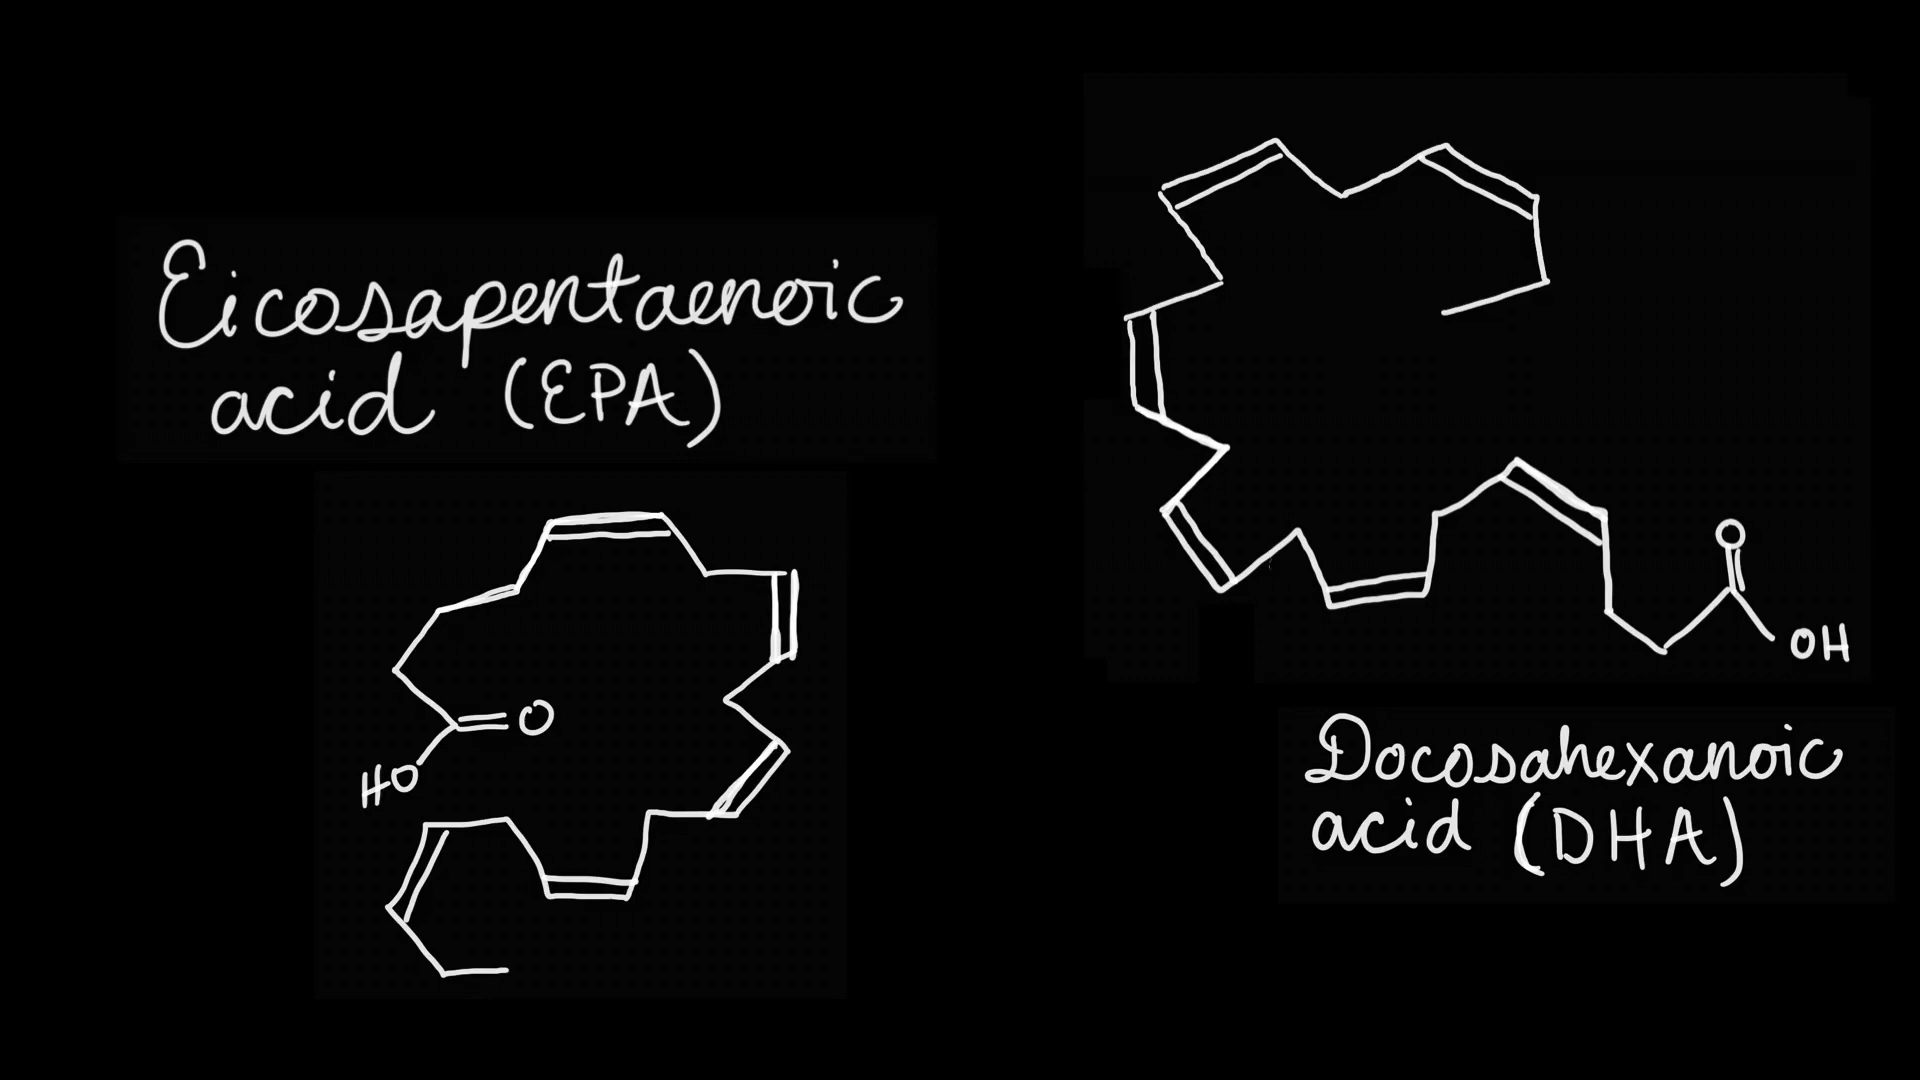 Eicosapentaenoic
acid (EPA)
O
HO
O
OH
Docosahexanoic
acid (DHA)